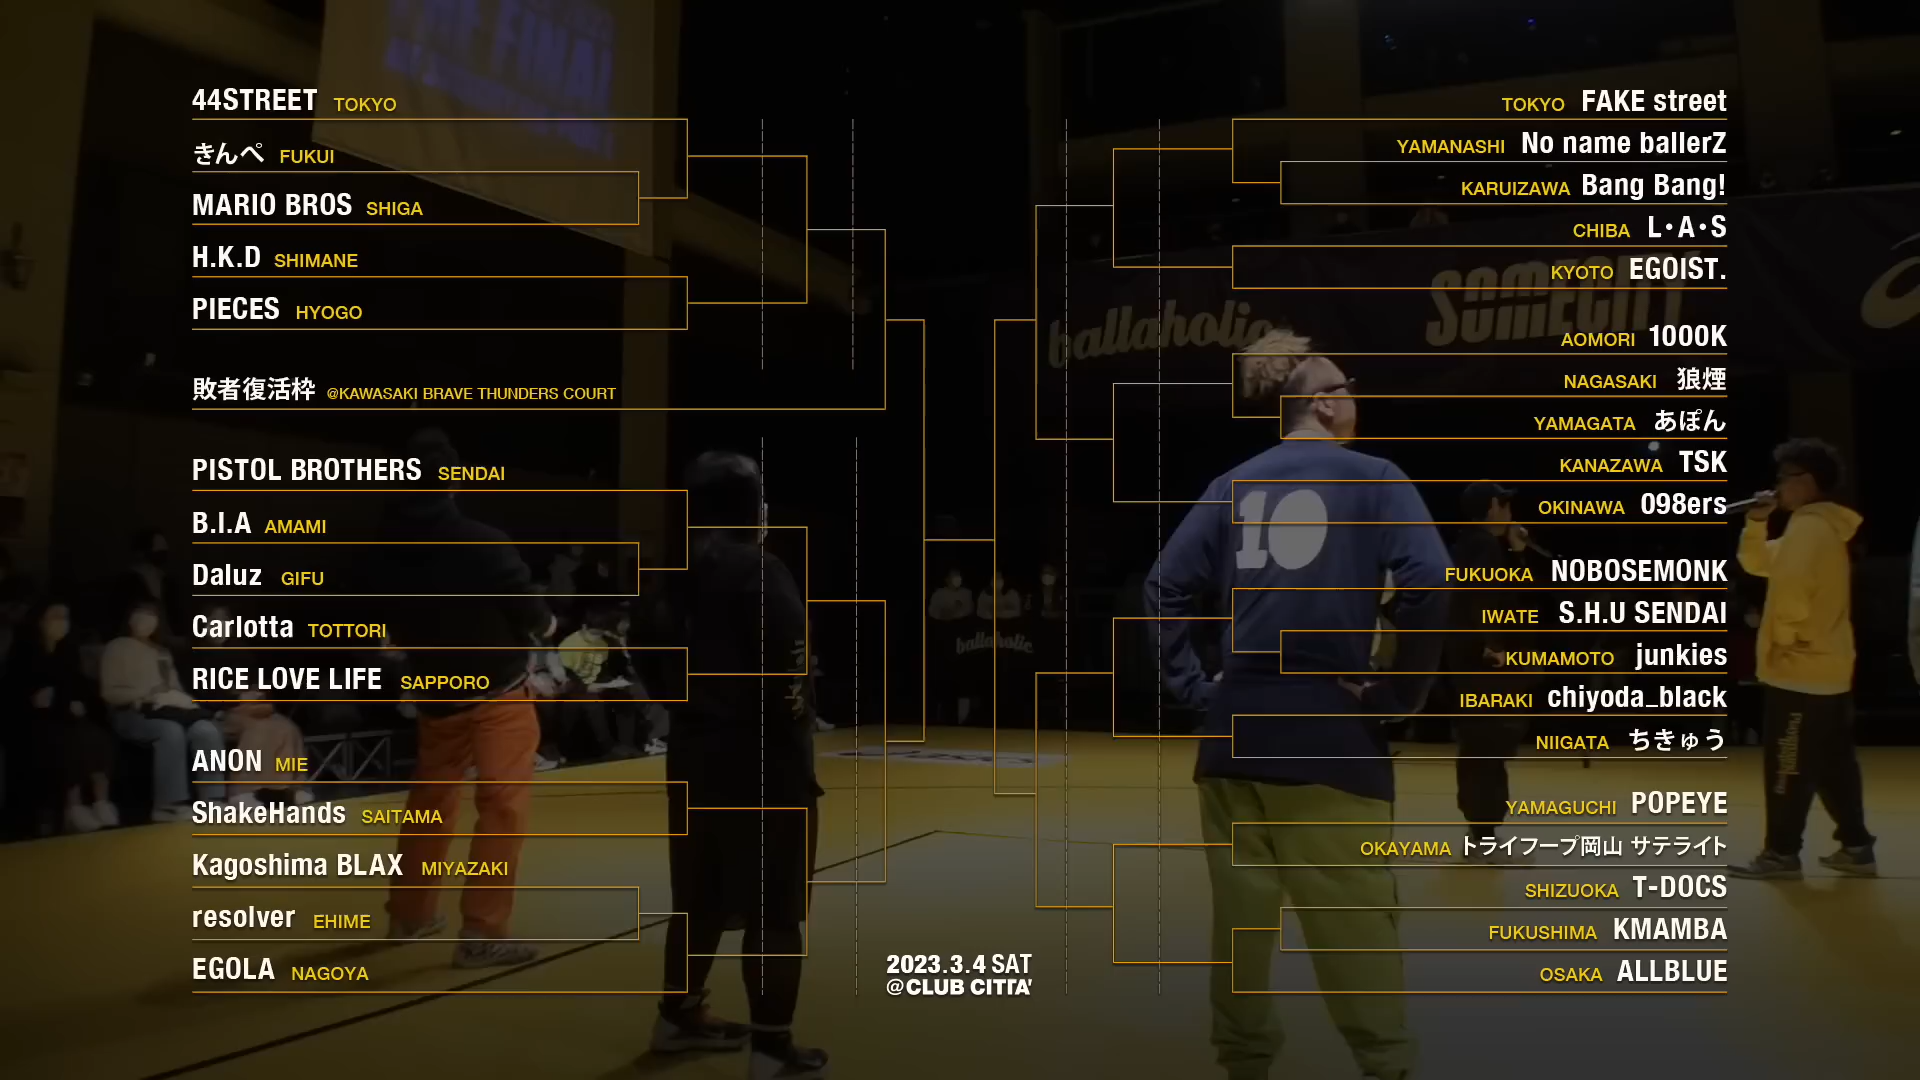 44STREET TOKYO
きんぺ FUKUI
MARIO BROS SHIGA
H.K.D SHIMANE
PIECES HYOGO
敗者復活枠 @KAWASAKI BRAVE THUNDERS COURT
PISTOL BROTHERS SENDAI
B.I.A AMAMI
Daluz GIFU
Carlotta TOTTORI
RICE LOVE LIFE SAPPORO
ANON MIE
ShakeHands SAITAMA
Kagoshima BLAX MIYAZAKI
resolver EHIME
EGOLA NAGOYA
TOKYO FAKE street
YAMANASHI No name ballerZ
KARUIZAWA Bang Bang!
CHIBA L・A・S
KYOTO EGOIST.
AOMORI 1000K
NAGASAKI 狼煙
YAMAGATA あぽん
KANAZAWA TSK
OKINAWA 098ers
FUKUOKA NOBOSEMONK
IWATE S.H.U SENDAI
KUMAMOTO junkies
IBARAKI chiyoda_black
NIIGATA ちきゅう
YAMAGUCHI POPEYE
OKAYAMA トライフープ岡山 サテライト
SHIZUOKA T-DOCS
FUKUSHIMA KMAMBA
OSAKA ALLBLUE
2023.3.4 SAT
@CLUB CITTA'
THE FINAL
ballaholic
SOMECITY
10
ballaholic